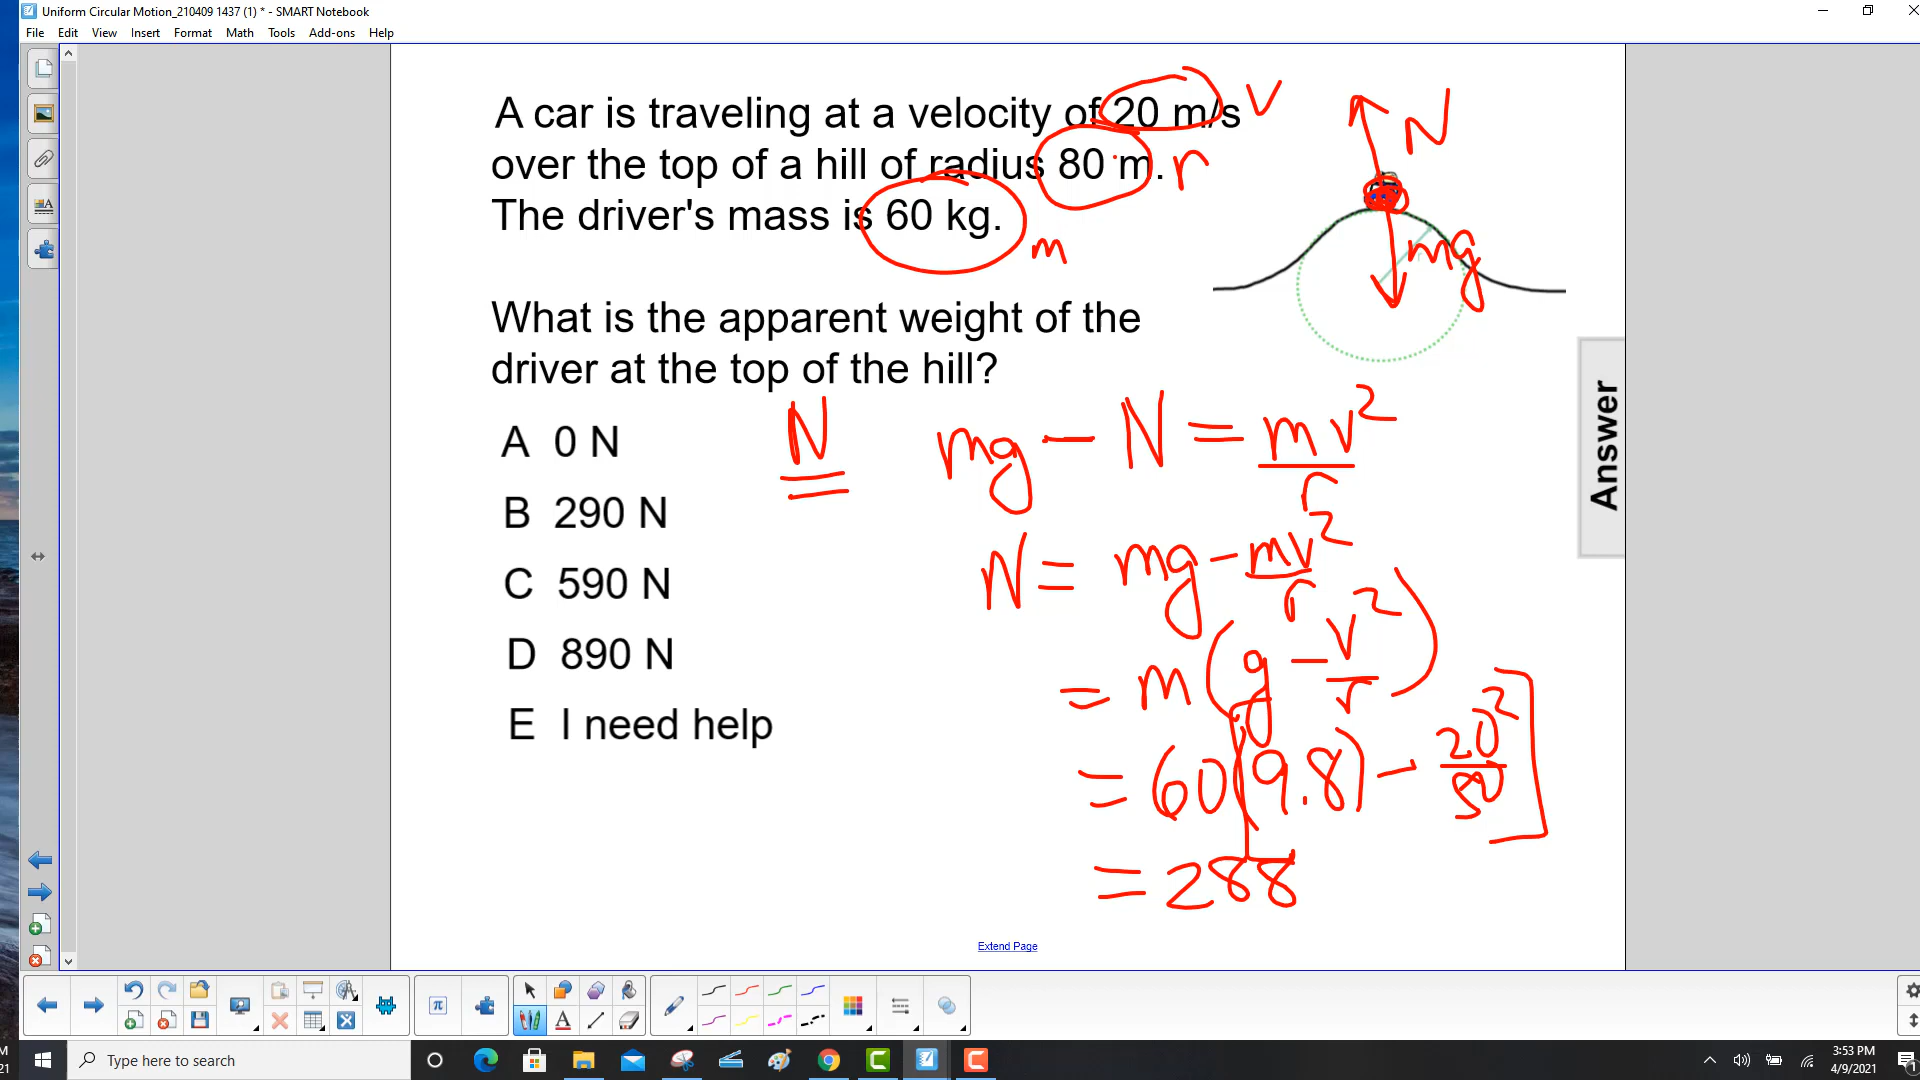 Uniform Circular Motion_210409 1437 (1) * - SMART Notebook
File Edit View Insert Format Math Tools Add-ons Help
A car is traveling at a velocity of 20 m/s v
over the top of a hill of radius 80 m. r
The driver's mass is 60 kg.
m
N
mg
What is the apparent weight of the
driver at the top of the hill?
A 0 N
B 290 N
C 590 N
D 890 N
E I need help
N
mg - N = mv²/r
N = mg - mv²/r
= m(g - v²/r)
= 60[(9.8) - 20²/80]
= 288
Answer
Extend Page
Type here to search
3:53 PM
4/9/2021